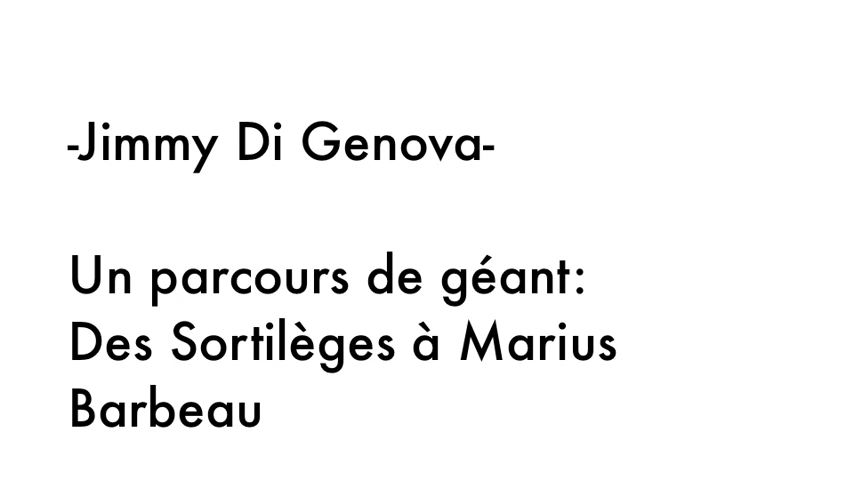 -Jimmy Di Genova-
Un parcours de géant:
Des Sortilèges à Marius
Barbeau